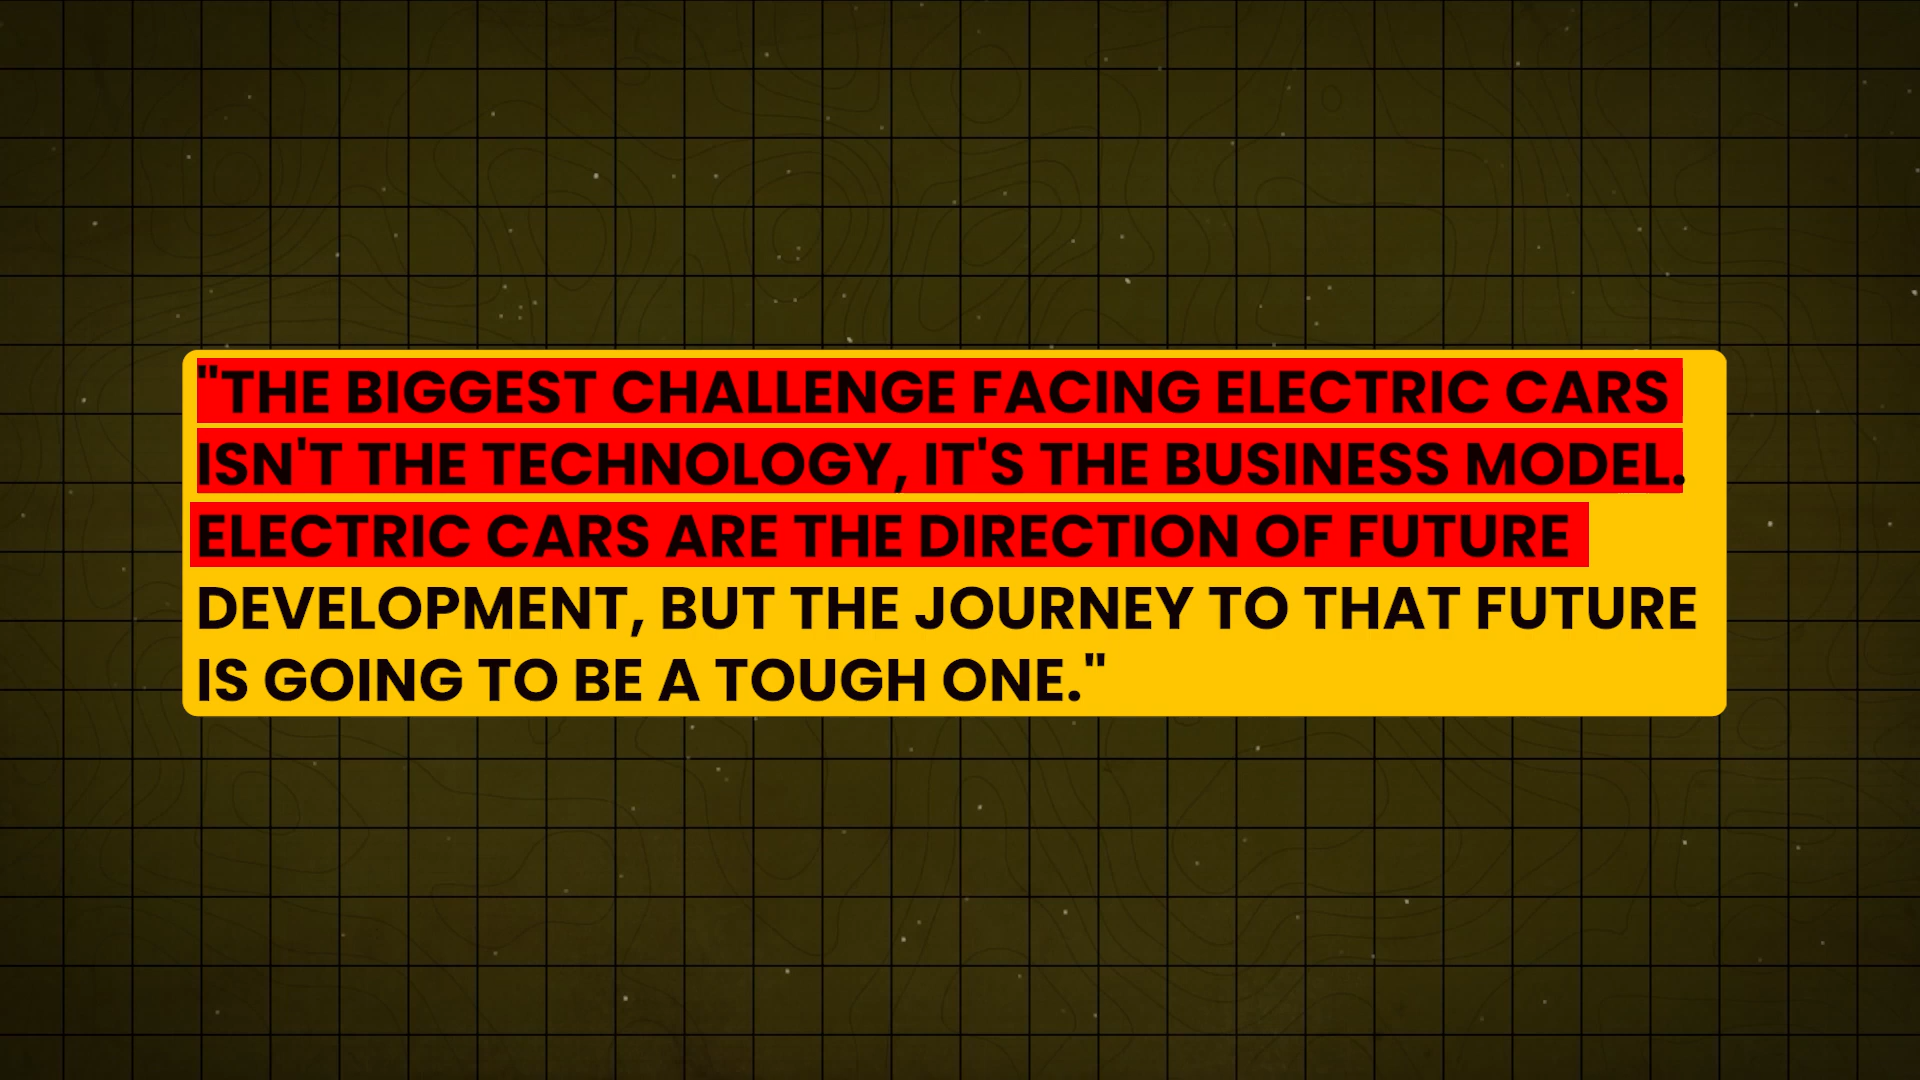 "THE BIGGEST CHALLENGE FACING ELECTRIC CARS
ISN'T THE TECHNOLOGY, IT'S THE BUSINESS MODEL.
ELECTRIC CARS ARE THE DIRECTION OF FUTURE
DEVELOPMENT, BUT THE JOURNEY TO THAT FUTURE
IS GOING TO BE A TOUGH ONE."